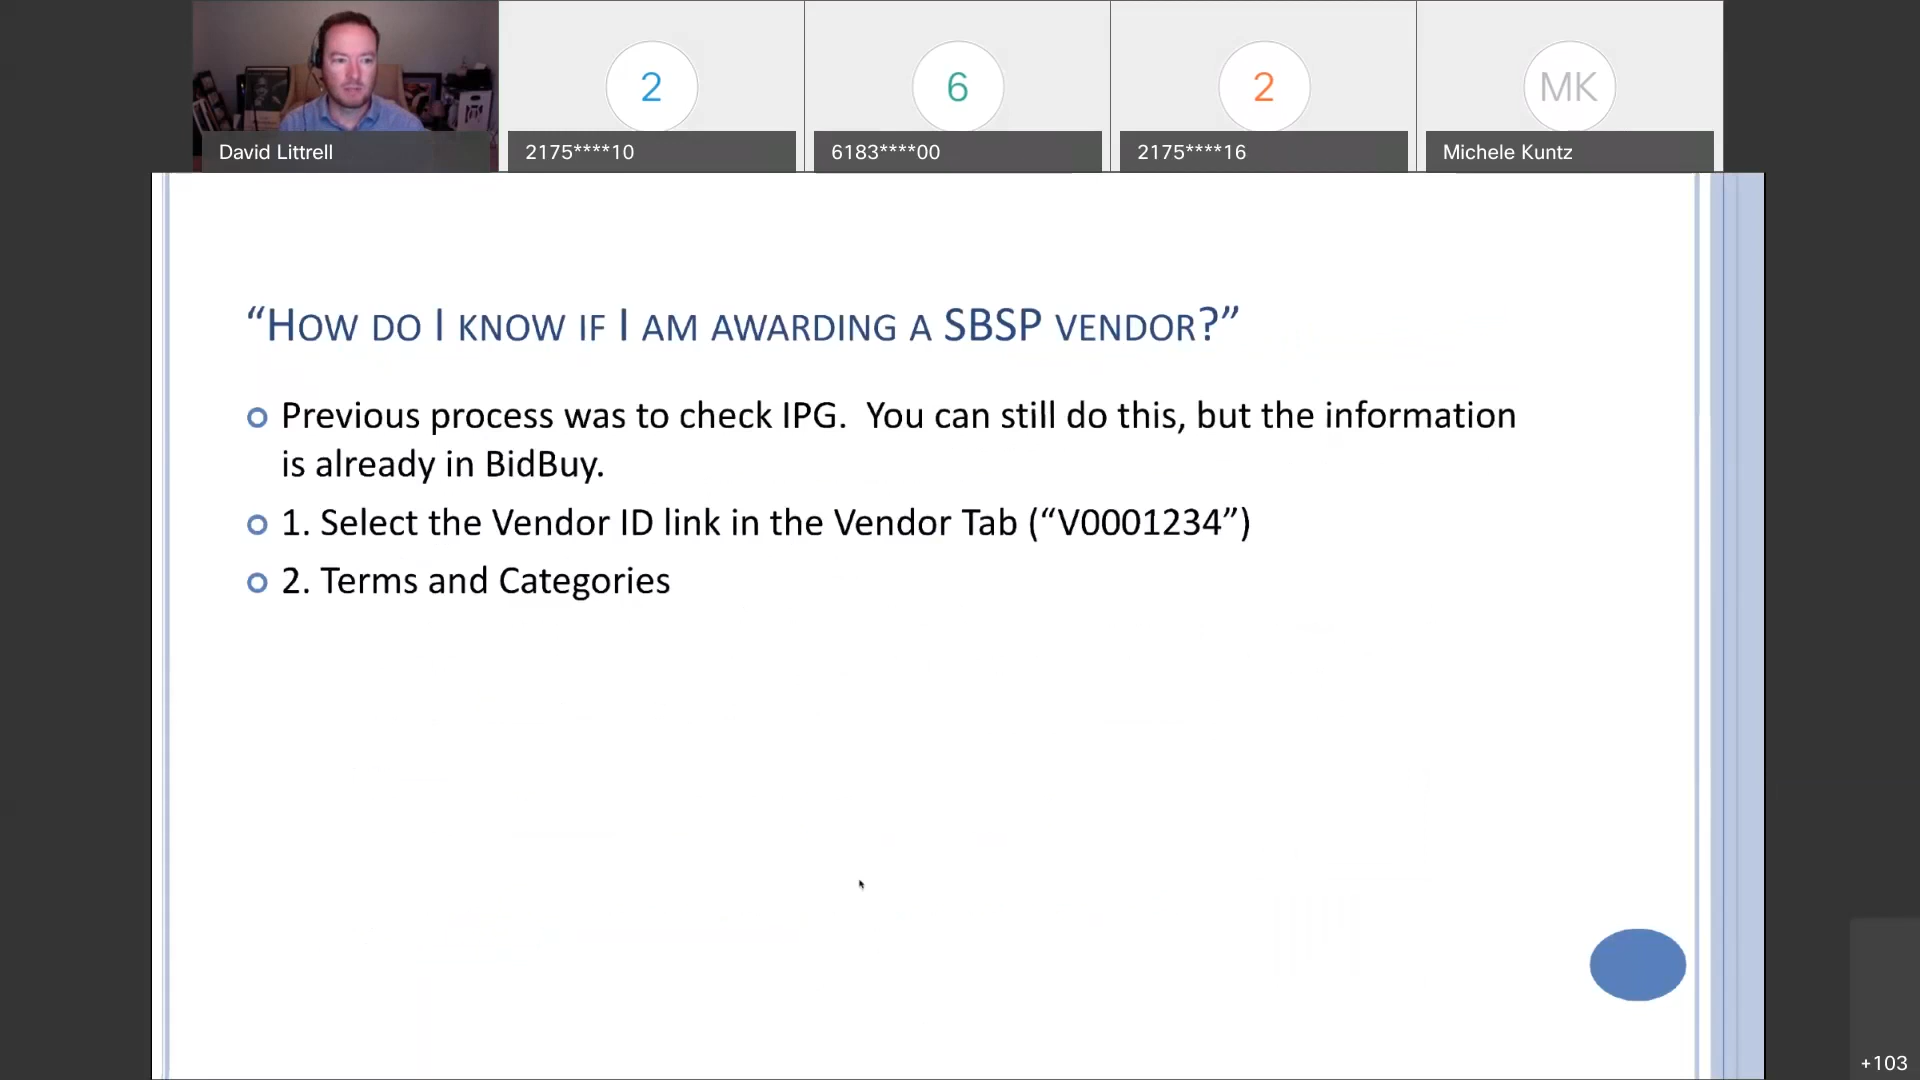 2
6
2
MK
David Littrell
2175****10
6183****00
2175****16
Michele Kuntz
“How do I know if I am awarding a SBSP vendor?”
Previous process was to check IPG.  You can still do this, but the information
is already in BidBuy.
1. Select the Vendor ID link in the Vendor Tab (“V0001234”)
2. Terms and Categories
+103